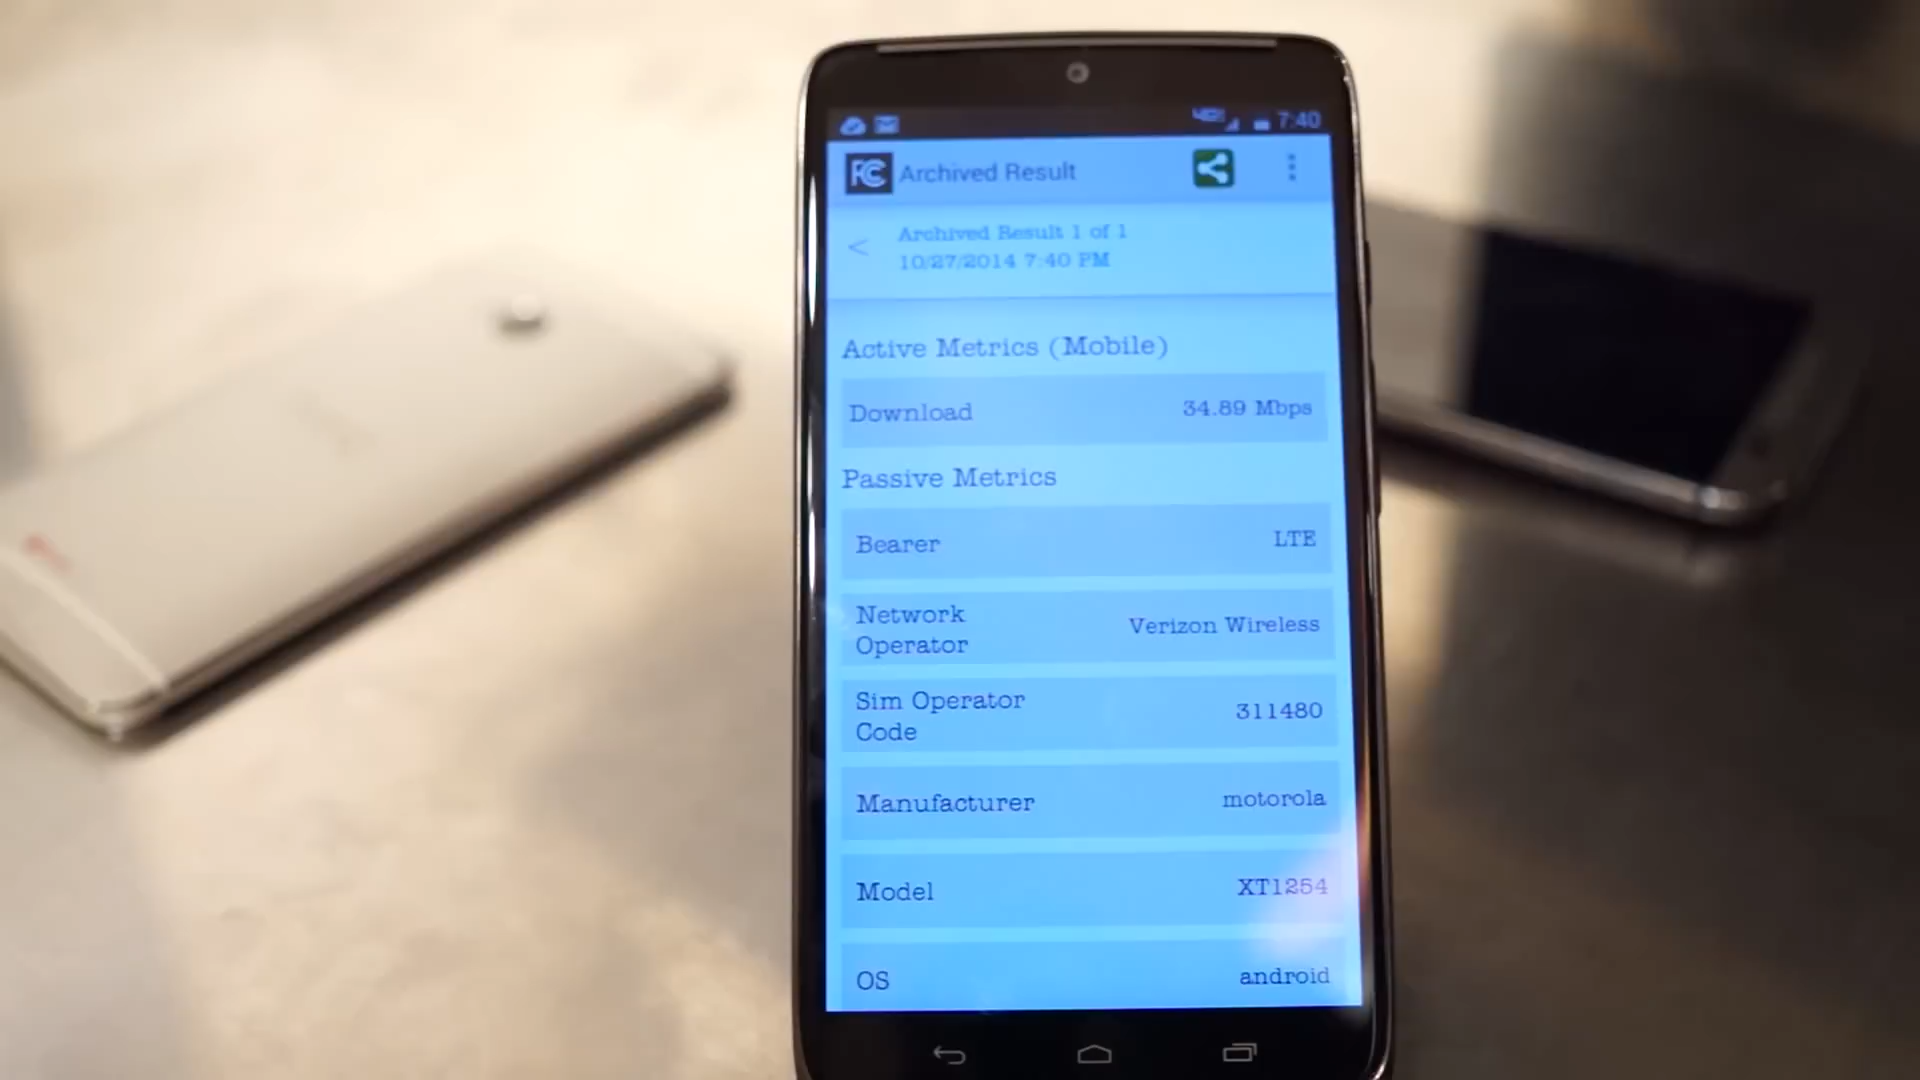 4G 7:40
FCC Archived Result
< Archived Result 1 of 1
10/27/2014 7:40 PM
Active Metrics (Mobile)
Download 34.89 Mbps
Passive Metrics
Bearer LTE
Network Operator Verizon Wireless
Sim Operator Code 311480
Manufacturer motorola
Model XT1254
OS android